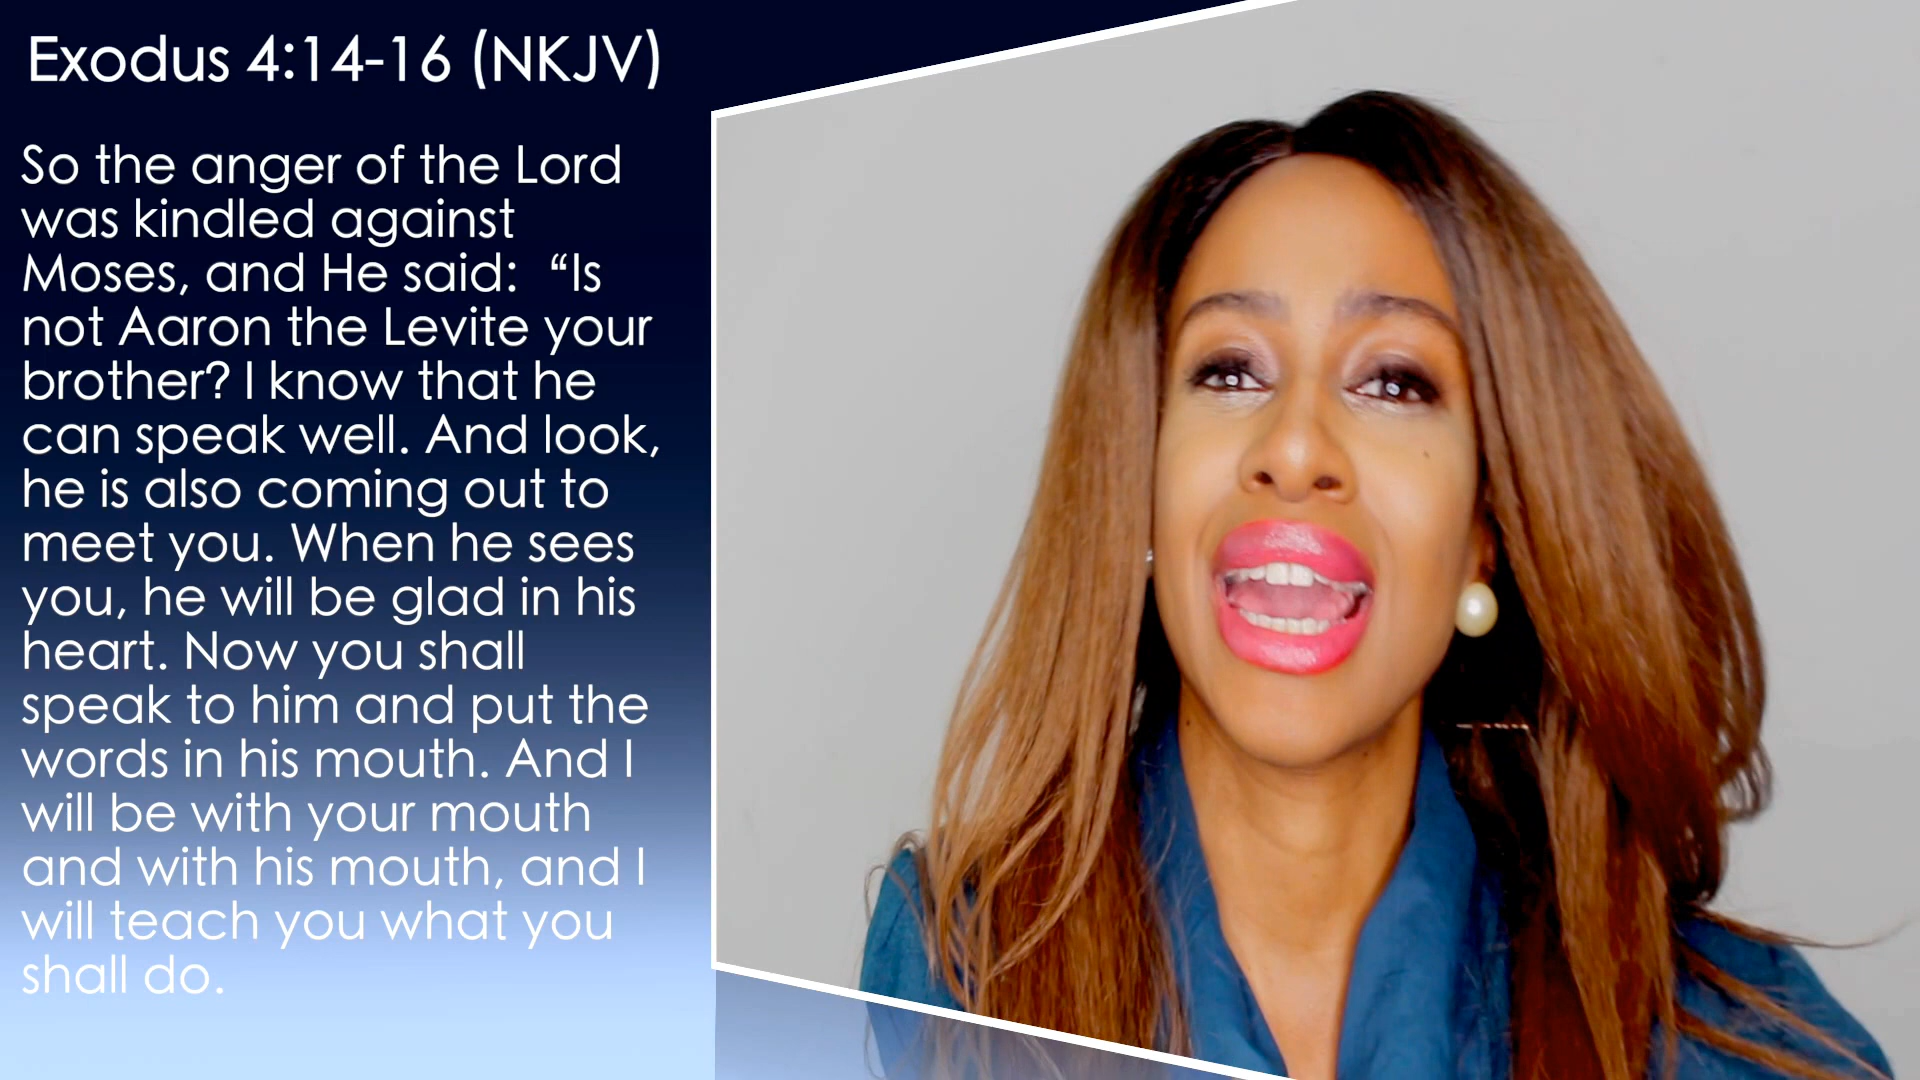 Exodus 4:14-16 (NKJV)
So the anger of the Lord
was kindled against
Moses, and He said:  “Is
not Aaron the Levite your
brother? I know that he
can speak well. And look,
he is also coming out to
meet you. When he sees
you, he will be glad in his
heart. Now you shall
speak to him and put the
words in his mouth. And I
will be with your mouth
and with his mouth, and I
will teach you what you
shall do.